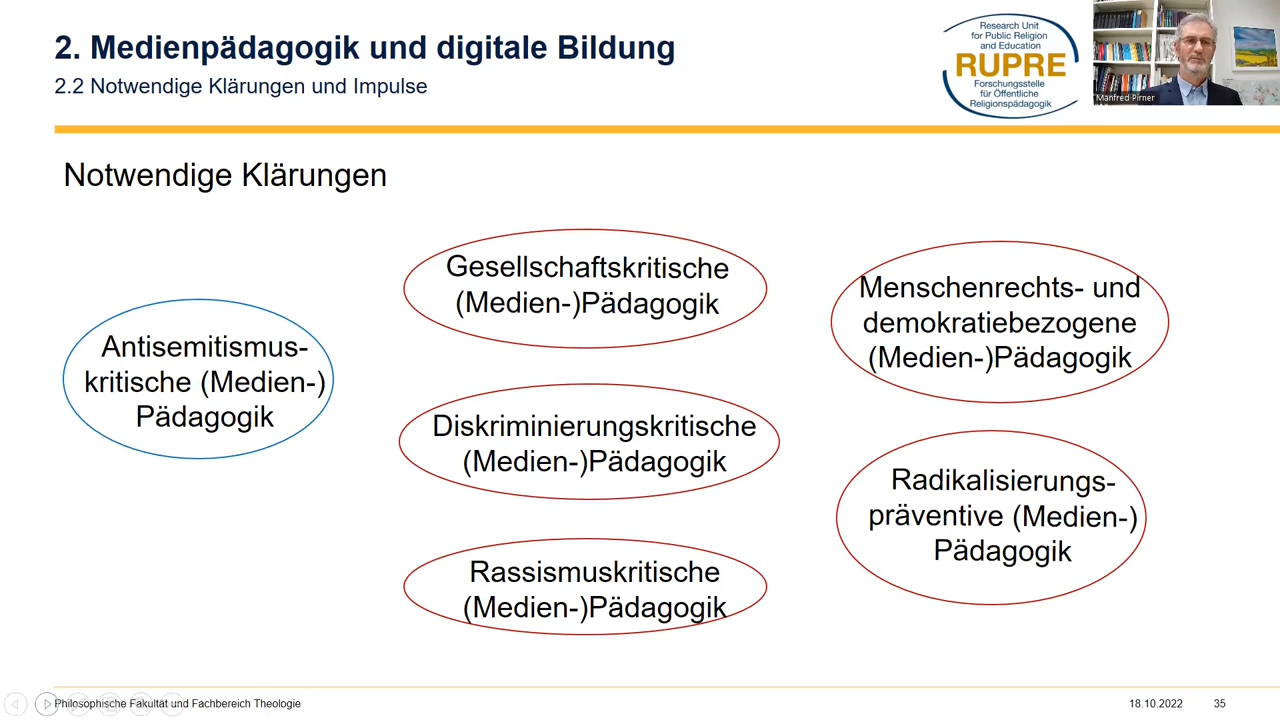 2. Medienpädagogik und digitale Bildung
2.2 Notwendige Klärungen und Impulse
Research Unit
for Public Religion
and Education
RUPRE
Forschungsstelle
für Öffentliche
Religionspädagogik
Manfred Pirner
Notwendige Klärungen
Antisemitismus-
kritische (Medien-)
Pädagogik
Gesellschaftskritische
(Medien-)Pädagogik
Diskriminierungskritische
(Medien-)Pädagogik
Rassismuskritische
(Medien-)Pädagogik
Menschenrechts- und
demokratiebezogene
(Medien-)Pädagogik
Radikalisierungs-
präventive (Medien-)
Pädagogik
Philosophische Fakultät und Fachbereich Theologie
18.10.2022
35